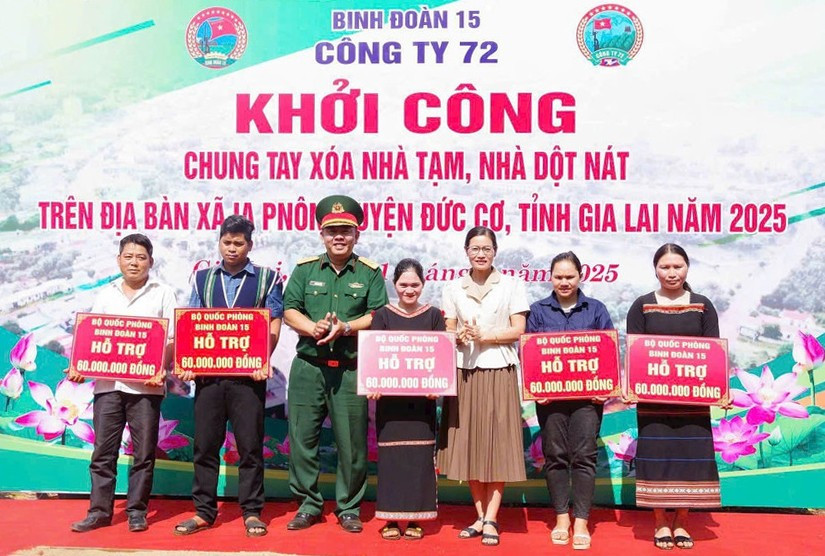 BINH ĐOÀN 15
CÔNG TY 72
KHỞI CÔNG
CHUNG TAY XÓA NHÀ TẠM, NHÀ DỘT NÁT
TRÊN ĐỊA BÀN XÃ IA PNÔN, HUYỆN ĐỨC CƠ, TỈNH GIA LAI NĂM 2025
2025
BỘ QUỐC PHÒNG
BINH ĐOÀN 15
HỖ TRỢ
60.000.000 ĐỒNG
BỘ QUỐC PHÒNG
BINH ĐOÀN 15
HỖ TRỢ
60.000.000 ĐỒNG
BỘ QUỐC PHÒNG
BINH ĐOÀN 15
HỖ TRỢ
60.000.000 ĐỒNG
BỘ QUỐC PHÒNG
BINH ĐOÀN 15
HỖ TRỢ
60.000.000 ĐỒNG
BỘ QUỐC PHÒNG
BINH ĐOÀN 15
HỖ TRỢ
60.000.000 ĐỒNG
CÔNG TY 72